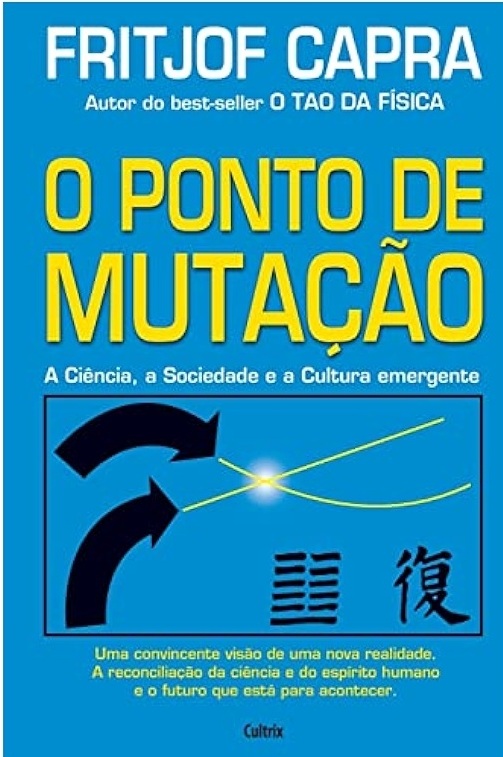 FRITJOF CAPRA
Autor do best-seller O TAO DA FÍSICA
O PONTO DE
MUTAÇÃO
A Ciência, a Sociedade e a Cultura emergente
復
Uma convincente visão de uma nova realidade.
A reconciliação da ciência e do espírito humano
e o futuro que está para acontecer.
Cultrix